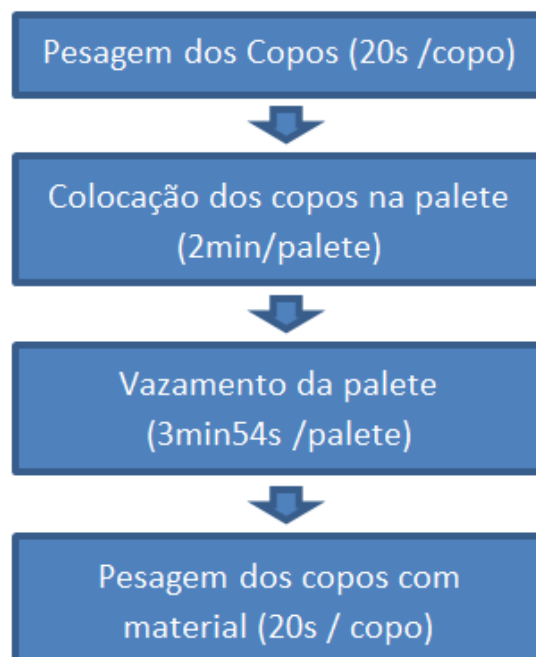 Pesagem dos Copos (20s /copo)
Colocação dos copos na palete
(2min/palete)
Vazamento da palete
(3min54s /palete)
Pesagem dos copos com
material (20s / copo)